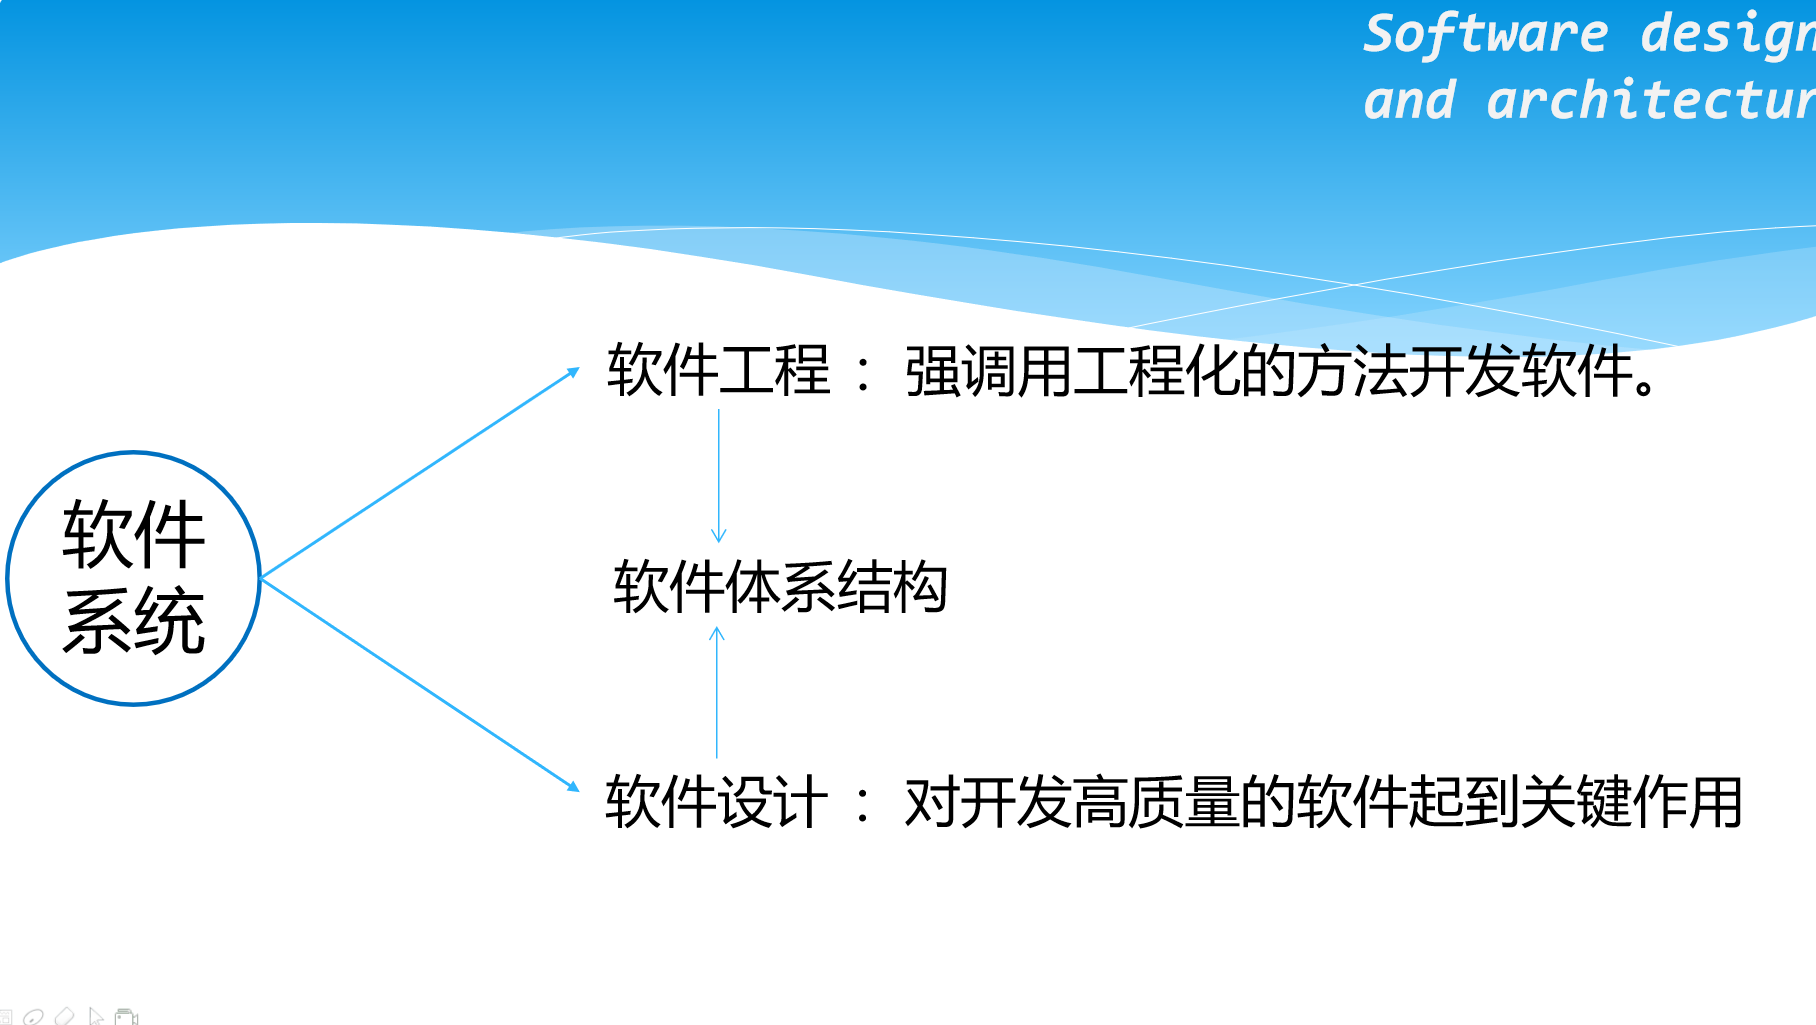 Software design
and architectur
软件工程 ： 强调用工程化的方法开发软件。
软件
系统
软件体系结构
软件设计 ： 对开发高质量的软件起到关键作用